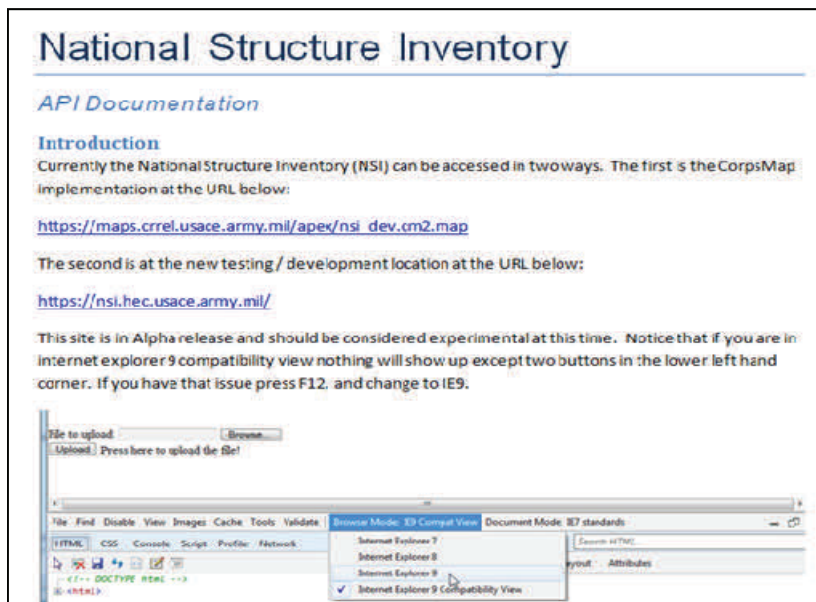 National Structure Inventory
API Documentation
Introduction
Currently the National Structure Inventory (NSI) can be accessed in two ways. The first is the CorpsMap
implementation at the URL below:
https://maps.crrel.usace.army.mil/apex/nsi_dev.cm2.map
The second is at the new testing / development location at the URL below:
https://nsi.hec.usace.army.mil/
This site is in Alpha release and should be considered experimental at this time. Notice that if you are in
internet explorer 9 compatibility view nothing will show up except two buttons in the lower left hand
corner. If you have that issue press F12, and change to IE9.
File to upload Browse...
Upload Press here to upload the file!
File Find Disable View Images Cache Tools Validate Browser Mode: IE9 Compat View Document Mode: IE7 standards
HTML CSS Console Script Profiler Network Internet Explorer 7 Search HTML...
Internet Explorer 8
Internet Explorer 9 yout Attributes
<!-- DOCTYPE html -->
✓ Internet Explorer 9 Compatibility View
<html>